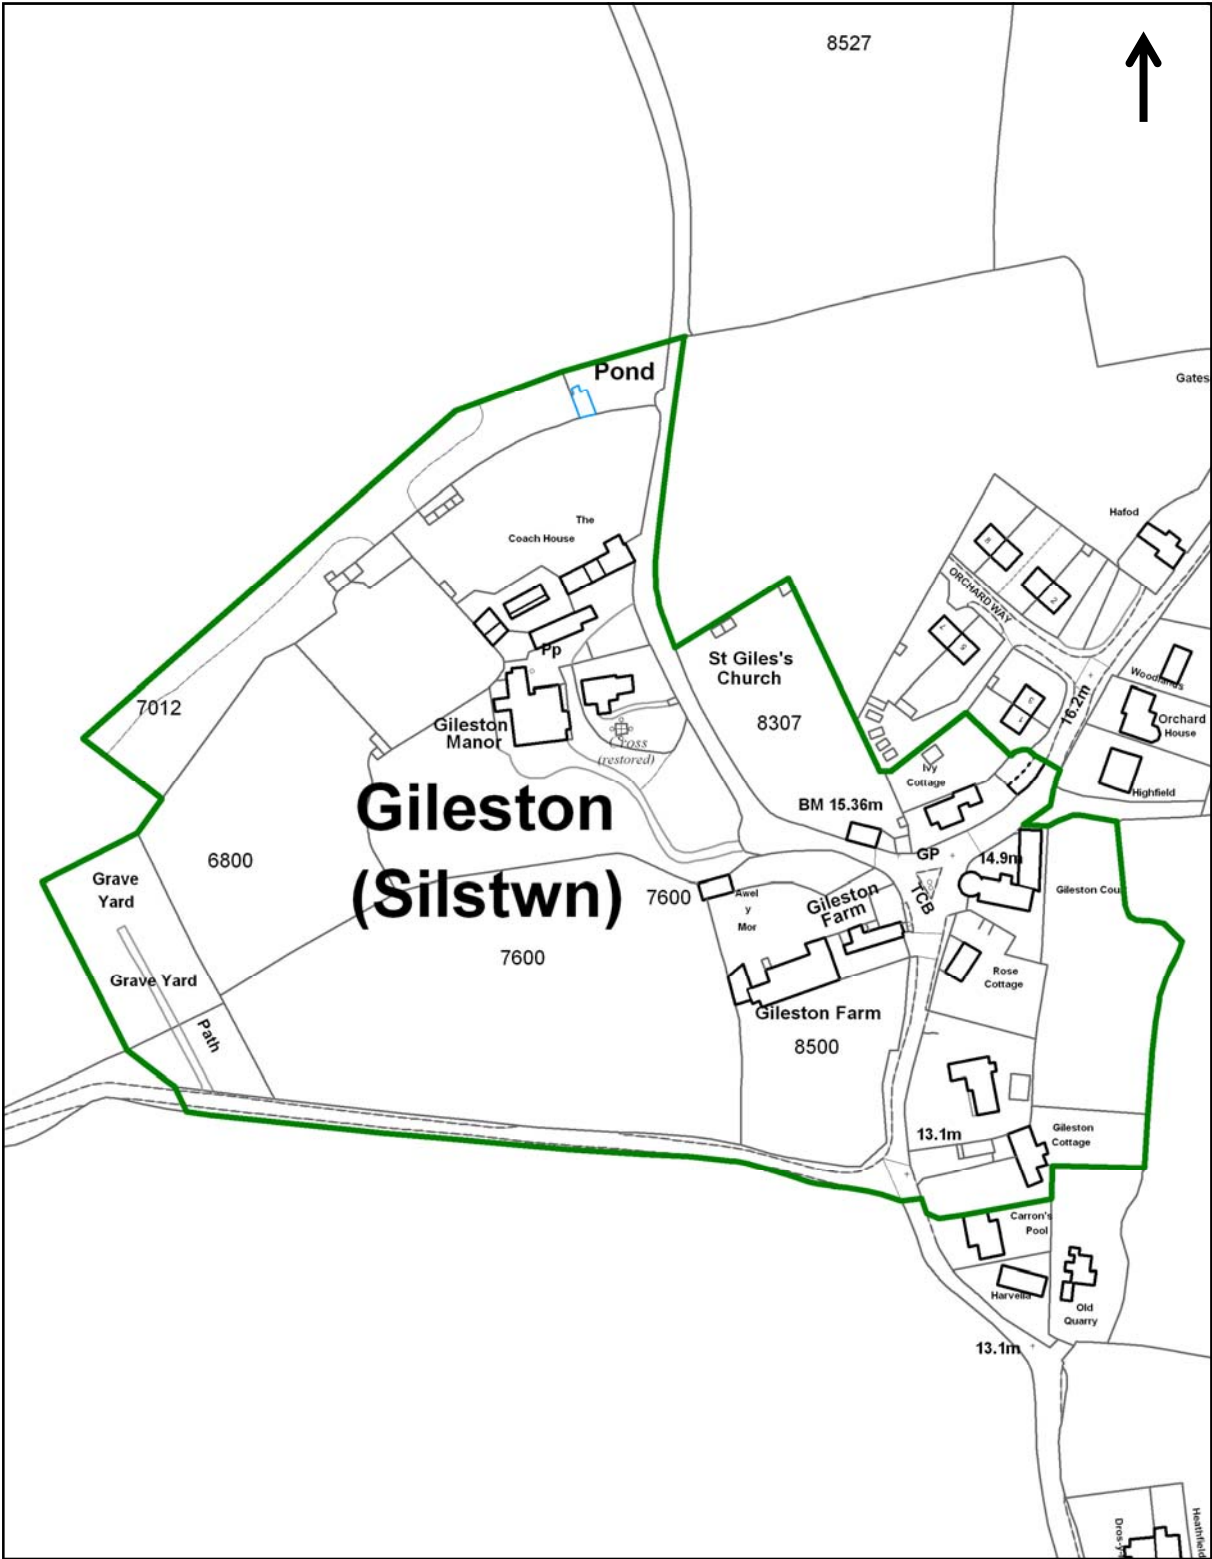 8527
Pond
Gates
Hafod
The
Coach House
8
2
ORCHARD WAY
7
St Giles's
Church
Pp
Woodlands
16.2m
7012
8307
Orchard
House
Gileston
Manor
Cross
(restored)
Ivy
Cottage
Highfield
Gileston
BM 15.36m
6800
GP
14.9m
Grave
Yard
(Silstwn)
7600
Awel
y
Mor
Gileston
Farm
TCB
Gileston Cou
7600
Grave Yard
Rose
Cottage
Path
Gileston Farm
8500
13.1m
Gileston
Cottage
Carron's
Pool
Harvella
Old
Quarry
13.1m
Heathfield